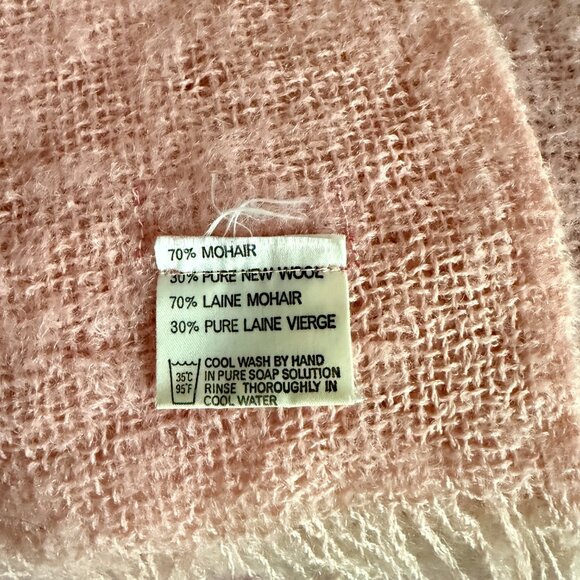 70% MOHAIR
30% PURE NEW WOOL
70% LAINE MOHAIR
30% PURE LAINE VIERGE
35°C
95°F
COOL WASH BY HAND
IN PURE SOAP SOLUTION
RINSE THOROUGHLY IN
COOL WATER